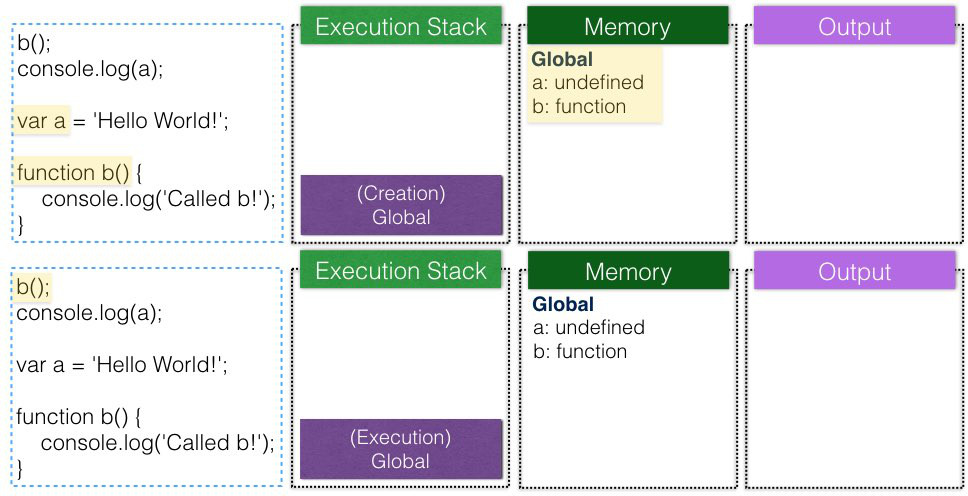 b();
console.log(a);
var a = 'Hello World!';
function b() {
console.log('Called b!');
}
Execution Stack
(Creation)
Global
Memory
Global
a: undefined
b: function
Output
b();
console.log(a);
var a = 'Hello World!';
function b() {
console.log('Called b!');
}
Execution Stack
(Execution)
Global
Memory
Global
a: undefined
b: function
Output